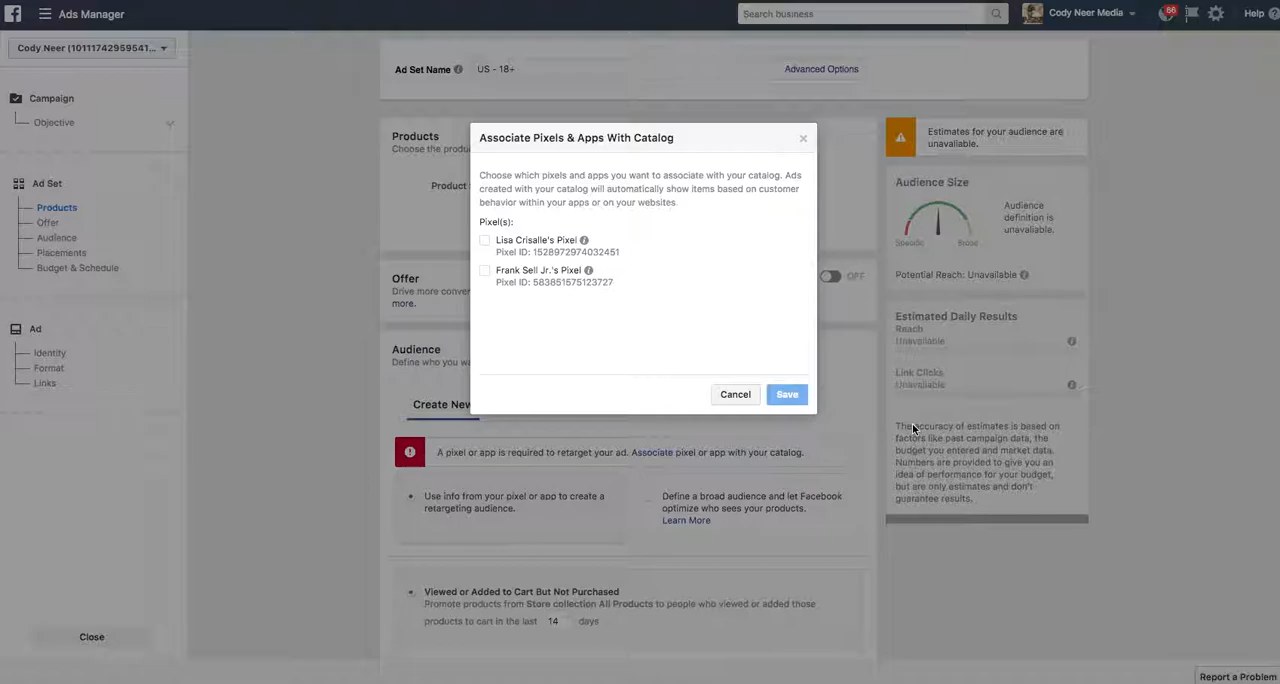 Ads Manager
Search business
Cody Neer Media
66
Help
Cody Neer (10111742959541...
Ad Set Name
US - 18+
Advanced Options
Campaign
Objective
Ad Set
Products
Offer
Audience
Placements
Budget & Schedule
Ad
Identity
Format
Links
Close
Products
Choose the produ
Product
Offer
Drive more conver
more.
OFF
Audience
Define who you wa
Create New
Associate Pixels & Apps With Catalog
Choose which pixels and apps you want to associate with your catalog. Ads
created with your catalog will automatically show items based on customer
behavior within your apps or on your websites.
Pixel(s):
Lisa Crisalle's Pixel
Pixel ID: 1528972974032451
Frank Sell Jr.'s Pixel
Pixel ID: 583851575123727
Cancel
Save
A pixel or app is required to retarget your ad. Associate pixel or app with your catalog.
Use info from your pixel or app to create a
retargeting audience.
Define a broad audience and let Facebook
optimize who sees your products.
Learn More
Viewed or Added to Cart But Not Purchased
Promote products from Store collection All Products to people who viewed or added those
products to cart in the last 14 days
Estimates for your audience are
unavailable.
Audience Size
Audience
definition is
unavailable.
Specific
Broad
Potential Reach: Unavailable
Estimated Daily Results
Reach
Unavailable
Link Clicks
Unavailable
The accuracy of estimates is based on
factors like past campaign data, the
budget you entered and market data.
Numbers are provided to give you an
idea of performance for your budget,
but are only estimates and don't
guarantee results.
Report a Problem